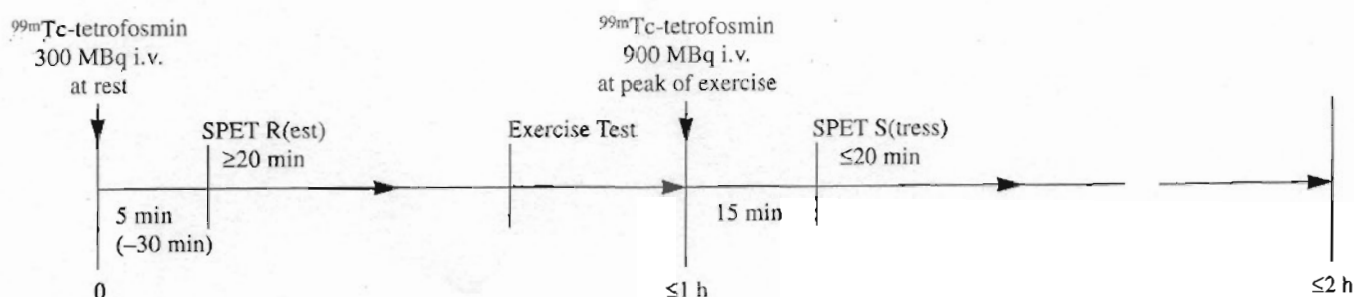 99mTc-tetrofosmin
300 MBq i.v.
at rest
99mTc-tetrofosmin
900 MBq i.v.
at peak of exercise
SPET R(est)
≥20 min
Exercise Test
SPET S(tress)
≤20 min
5 min
(–30 min)
15 min
0
≤1 h
≤2 h